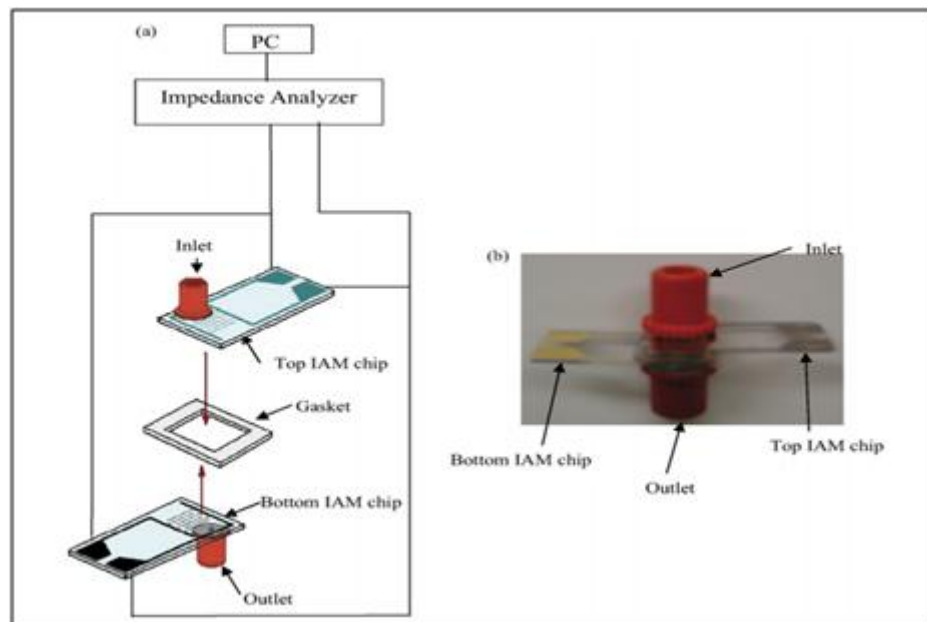 (a)
PC
Impedance Analyzer
Inlet
Top IAM chip
Gasket
Bottom IAM chip
Outlet
(b)
Inlet
Bottom IAM chip
Top IAM chip
Outlet